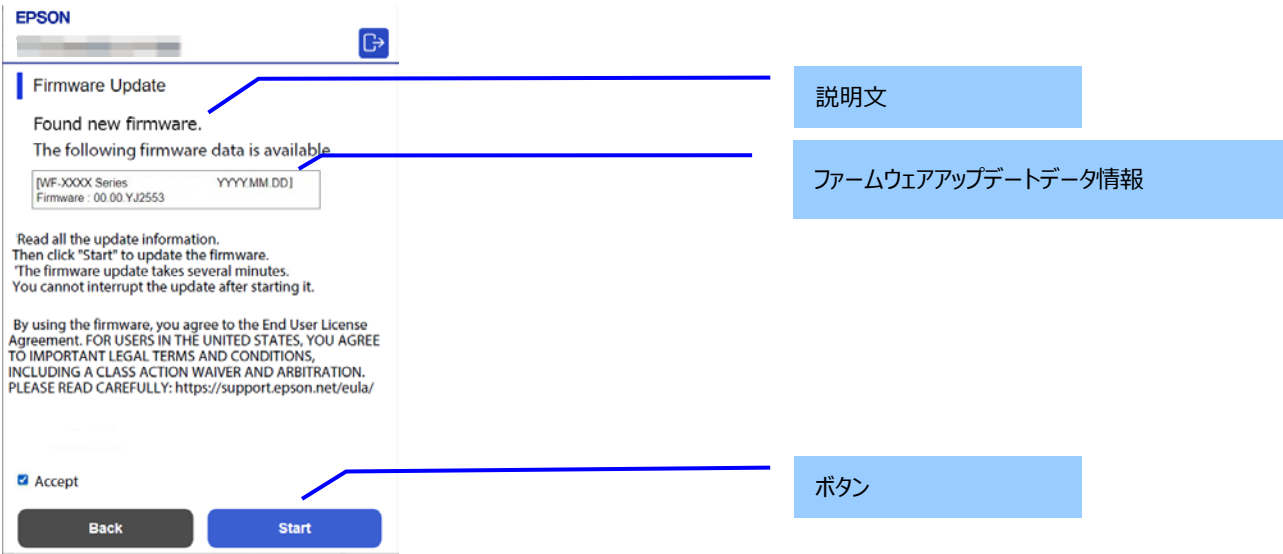 EPSON
Firmware Update
説明文
Found new firmware.
The following firmware data is available.
ファームウェアアップデートデータ情報
[WF-XXXX Series YYYY.MM.DD]
Firmware : 00.00.YJ2553
Read all the update information.
Then click "Start" to update the firmware.
'The firmware update takes several minutes.
You cannot interrupt the update after starting it.
By using the firmware, you agree to the End User License
Agreement. FOR USERS IN THE UNITED STATES, YOU AGREE
TO IMPORTANT LEGAL TERMS AND CONDITIONS,
INCLUDING A CLASS ACTION WAIVER AND ARBITRATION.
PLEASE READ CAREFULLY: https://support.epson.net/eula/
Accept
ボタン
Back
Start